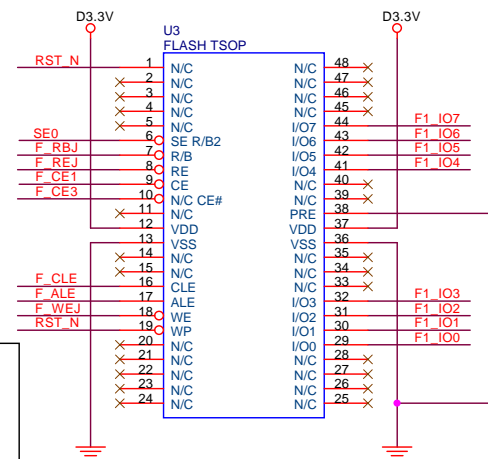 D3.3V D3.3V
U3
FLASH TSOP
RST_N 1 N/C N/C 48
2 N/C N/C 47
3 N/C N/C 46
4 N/C N/C 45
5 N/C I/O7 44 F1_IO7
SE0 6 SE R/B2 I/O6 43 F1_IO6
F_RBJ 7 R/B I/O5 42 F1_IO5
F_REJ 8 RE I/O4 41 F1_IO4
F_CE1 9 CE N/C 40
F_CE3 10 N/C CE# N/C 39
11 N/C PRE 38
12 VDD VDD 37
13 VSS VSS 36
14 N/C N/C 35
15 N/C N/C 34
F_CLE 16 CLE N/C 33
F_ALE 17 ALE I/O3 32 F1_IO3
F_WEJ 18 WE I/O2 31 F1_IO2
RST_N 19 WP I/O1 30 F1_IO1
20 N/C I/O0 29 F1_IO0
21 N/C N/C 28
22 N/C N/C 27
23 N/C N/C 26
24 N/C N/C 25